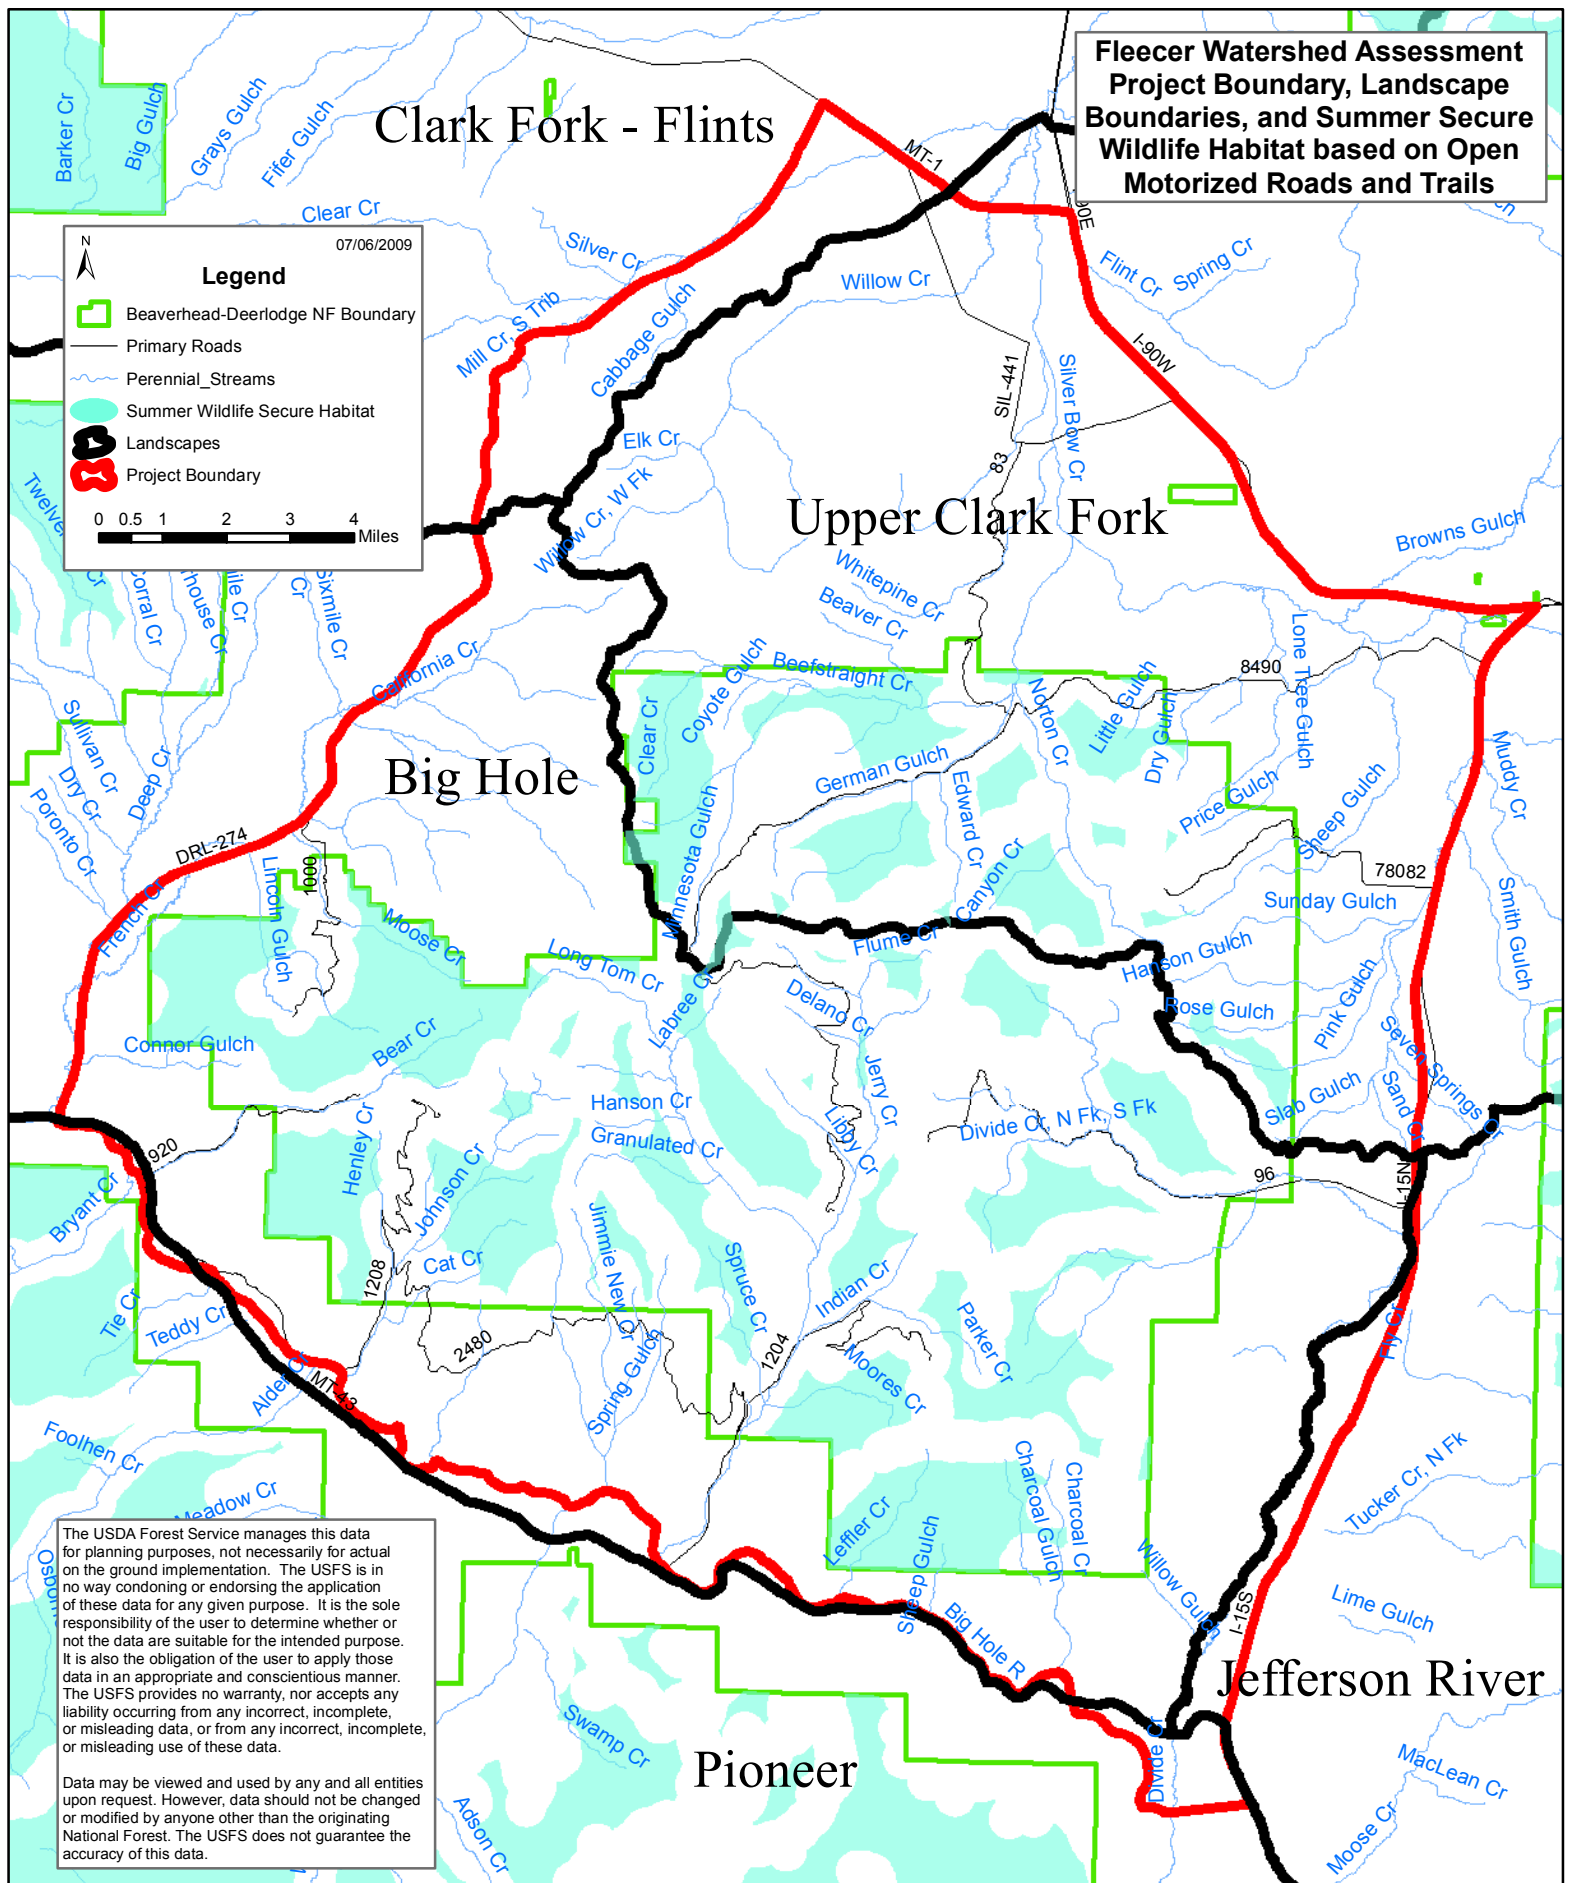 Fleecer Watershed Assessment
Project Boundary, Landscape
Boundaries, and Summer Secure
Wildlife Habitat based on Open
Motorized Roads and Trails
Clark Fork - Flints
Barker Cr
Big Gulch
Grays Gulch
Fifer Gulch
Clear Cr
Silver Cr
MT-1
90E
Willow Cr
Flint Cr
Spring Cr
N
07/06/2009
Legend
Beaverhead-Deerlodge NF Boundary
Primary Roads
Perennial_Streams
Summer Wildlife Secure Habitat
Landscapes
Project Boundary
0 0.5 1 2 3 4
Miles
Mill Cr, S Trib
Cabbage Gulch
I-90W
SIL-441
Silver Bow Cr
Elk Cr
83
Willow Cr, W Fk
Upper Clark Fork
Browns Gulch
Whitepine Cr
Beaver Cr
Corral Cr
Sixmile Cr
California Cr
Coyote Gulch
Beefstraight Cr
Norton Cr
Little Gulch
Dry Gulch
8490
Lone Tree Gulch
Sullivan Cr
Dry Cr
Poronto Cr
Deep Cr
Clear Cr
Big Hole
German Gulch
Edward Cr
Price Gulch
Sheep Gulch
Muddy Cr
DRL-274
Lincoln Gulch
1000
Minnesota Gulch
Canyon Cr
78082
Sunday Gulch
Smith Gulch
French Cr
Moose Cr
Long Tom Cr
Flume Cr
Hanson Gulch
Labree Cr
Delano Cr
Rose Gulch
Pink Gulch
Seven Springs Cr
Connor Gulch
Bear Cr
Jerry Cr
Hanson Cr
Granulated Cr
Libby Cr
Divide Cr, N Fk, S Fk
Slab Gulch
Sand Cr
920
Henley Cr
Johnson Cr
96
I-15N
Bryant Cr
Jimmie New Cr
Spruce Cr
Cat Cr
1208
Indian Cr
Tie Cr
Teddy Cr
2480
1204
Parker Cr
Fly Cr
Moores Cr
Alder Cr
MT-43
Spring Gulch
Foolhen Cr
Charcoal Gulch
Charcoal Cr
Tucker Cr, N Fk
Meadow Cr
Leffler Cr
Sheep Gulch
Willow Gulch
I-15S
Lime Gulch
Big Hole R
Jefferson River
The USDA Forest Service manages this data
for planning purposes, not necessarily for actual
on the ground implementation. The USFS is in
no way condoning or endorsing the application
of these data for any given purpose. It is the sole
responsibility of the user to determine whether or
not the data are suitable for the intended purpose.
It is also the obligation of the user to apply those
data in an appropriate and conscientious manner.
The USFS provides no warranty, nor accepts any
liability occurring from any incorrect, incomplete,
or misleading data, or from any incorrect, incomplete,
or misleading use of these data.
Data may be viewed and used by any and all entities
upon request. However, data should not be changed
or modified by anyone other than the originating
National Forest. The USFS does not guarantee the
accuracy of this data.
Swamp Cr
Pioneer
Divide Cr
MacLean Cr
Adson Cr
Moose Cr